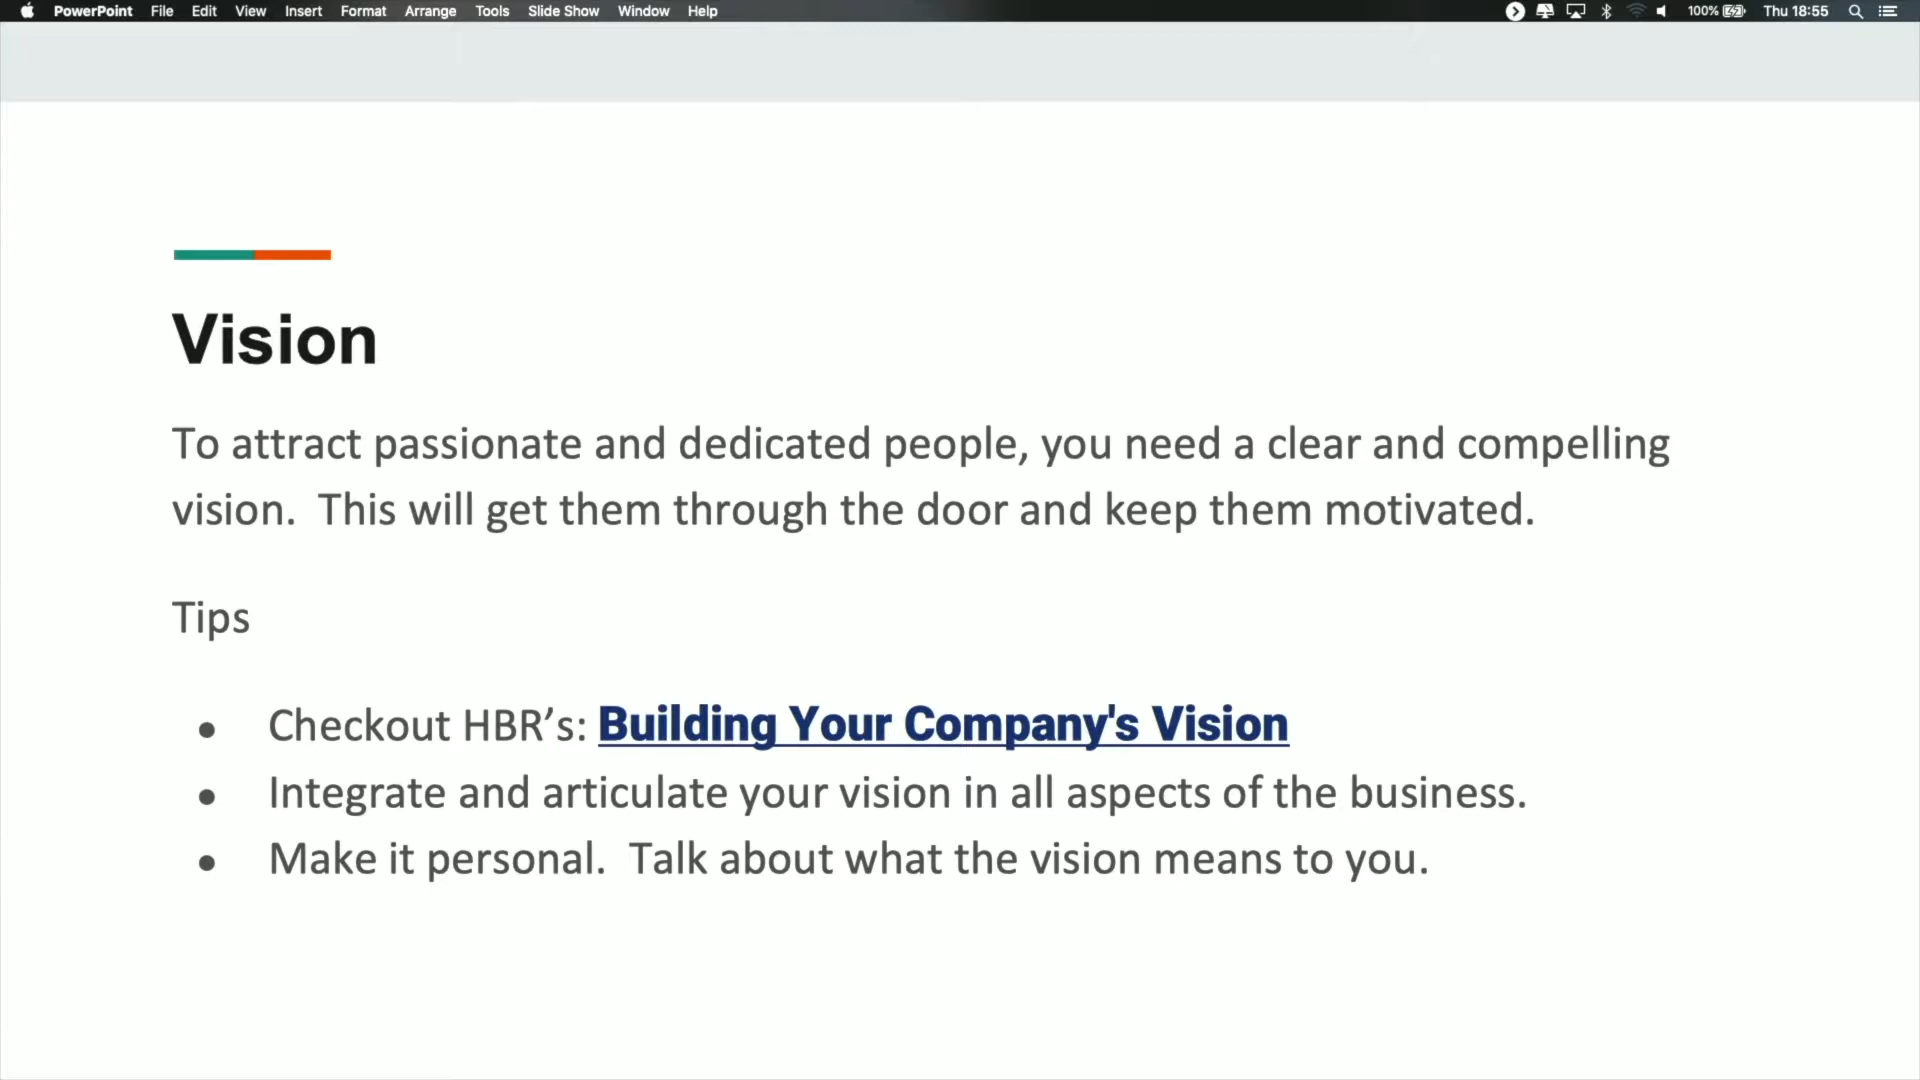 PowerPoint File Edit View Insert Format Arrange Tools Slide Show Window Help 100% Thu 18:55
Vision
To attract passionate and dedicated people, you need a clear and compelling
vision.  This will get them through the door and keep them motivated.
Tips
● Checkout HBR’s: Building Your Company's Vision
● Integrate and articulate your vision in all aspects of the business.
● Make it personal.  Talk about what the vision means to you.